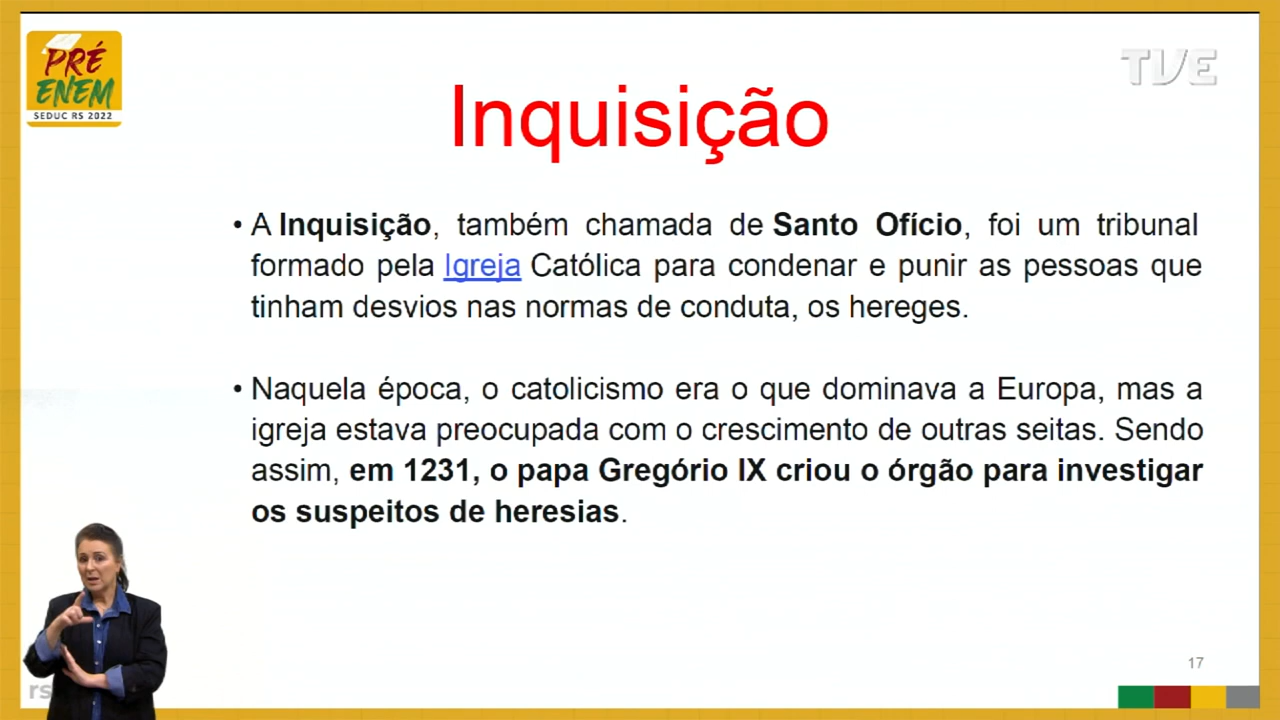 PRÉ
ENEM
SEDUC RS 2022
TVE
Inquisição
• A Inquisição, também chamada de Santo Ofício, foi um tribunal
formado pela Igreja Católica para condenar e punir as pessoas que
tinham desvios nas normas de conduta, os hereges.
• Naquela época, o catolicismo era o que dominava a Europa, mas a
igreja estava preocupada com o crescimento de outras seitas. Sendo
assim, em 1231, o papa Gregório IX criou o órgão para investigar
os suspeitos de heresias.
17
rs